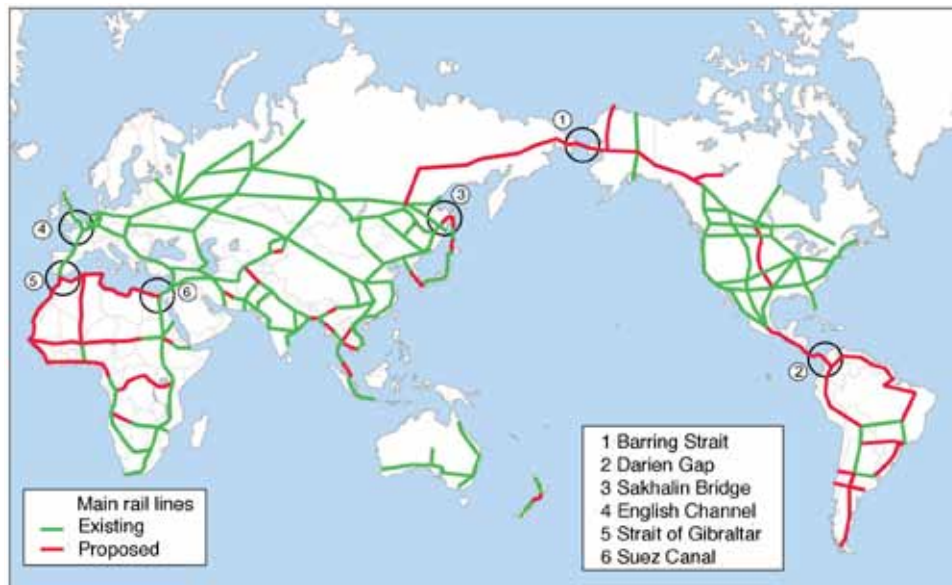 1
3
4
5
6
2
Main rail lines
Existing
Proposed
1 Barring Strait
2 Darien Gap
3 Sakhalin Bridge
4 English Channel
5 Strait of Gibraltar
6 Suez Canal